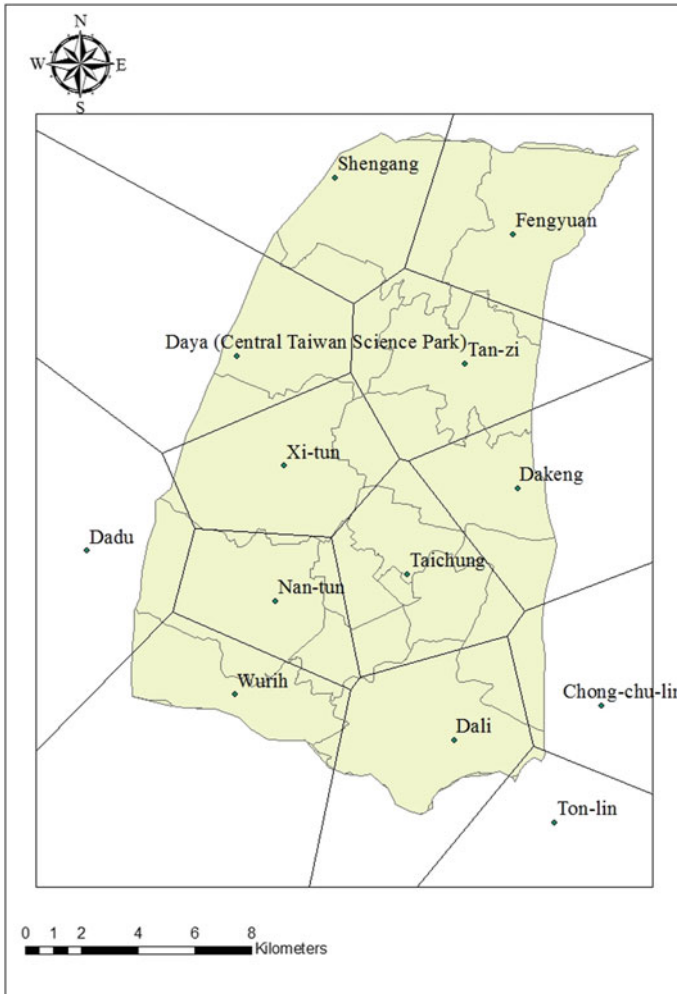 N
W E
S
Shengang
Fengyuan
Daya (Central Taiwan Science Park)
Tan-zi
Xi-tun
Dakeng
Dadu
Taichung
Nan-tun
Wurih
Chong-chu-lin
Dali
Ton-lin
0 1 2 4 6 8
Kilometers